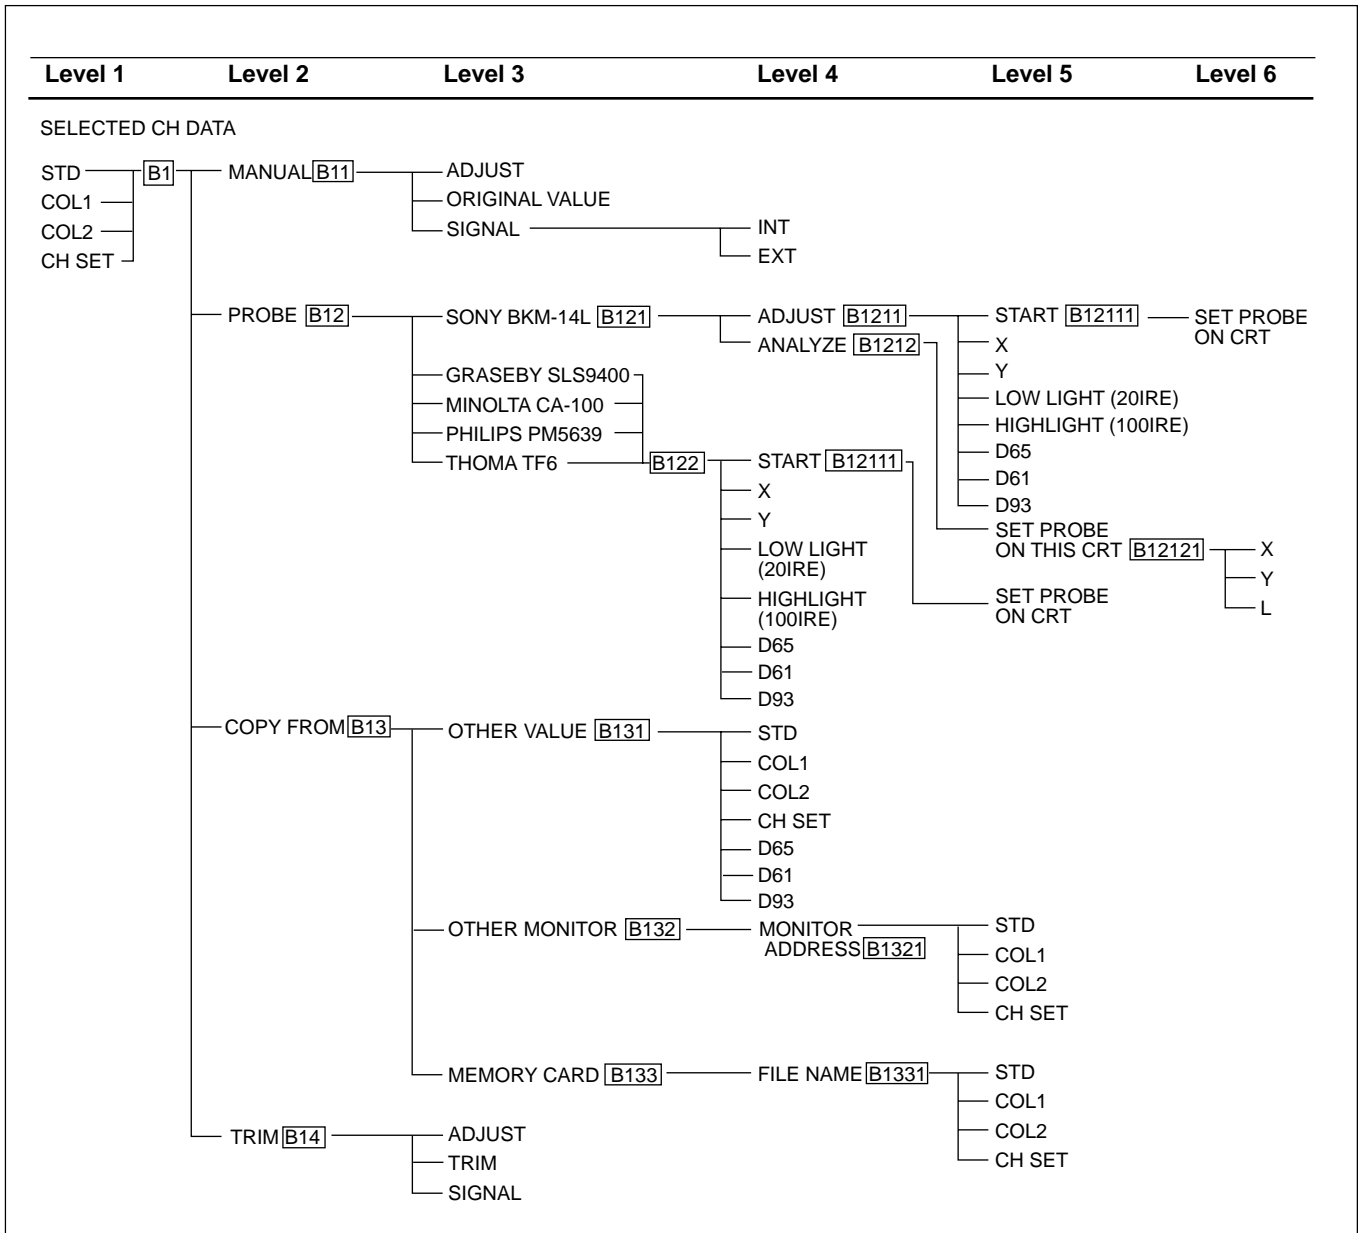 Level 1 Level 2 Level 3 Level 4 Level 5 Level 6
SELECTED CH DATA
STD B1 MANUAL B11 ADJUST
COL1 ORIGINAL VALUE
COL2 SIGNAL INT
CH SET EXT
PROBE B12 SONY BKM-14L B121 ADJUST B1211 START B12111 SET PROBE
ON CRT
ANALYZE B1212 X
Y
GRASEBY SLS9400
MINOLTA CA-100 LOW LIGHT (20IRE)
PHILIPS PM5639 HIGHLIGHT (100IRE)
THOMA TF6 B122 START B12111 D65
X D61
Y D93
SET PROBE
LOW LIGHT ON THIS CRT B12121 X
(20IRE) Y
HIGHLIGHT SET PROBE L
(100IRE) ON CRT
D65
D61
D93
COPY FROM B13 OTHER VALUE B131 STD
COL1
COL2
CH SET
D65
D61
D93
OTHER MONITOR B132 MONITOR STD
ADDRESS B1321 COL1
COL2
CH SET
MEMORY CARD B133 FILE NAME B1331 STD
COL1
COL2
TRIM B14 ADJUST
TRIM CH SET
SIGNAL